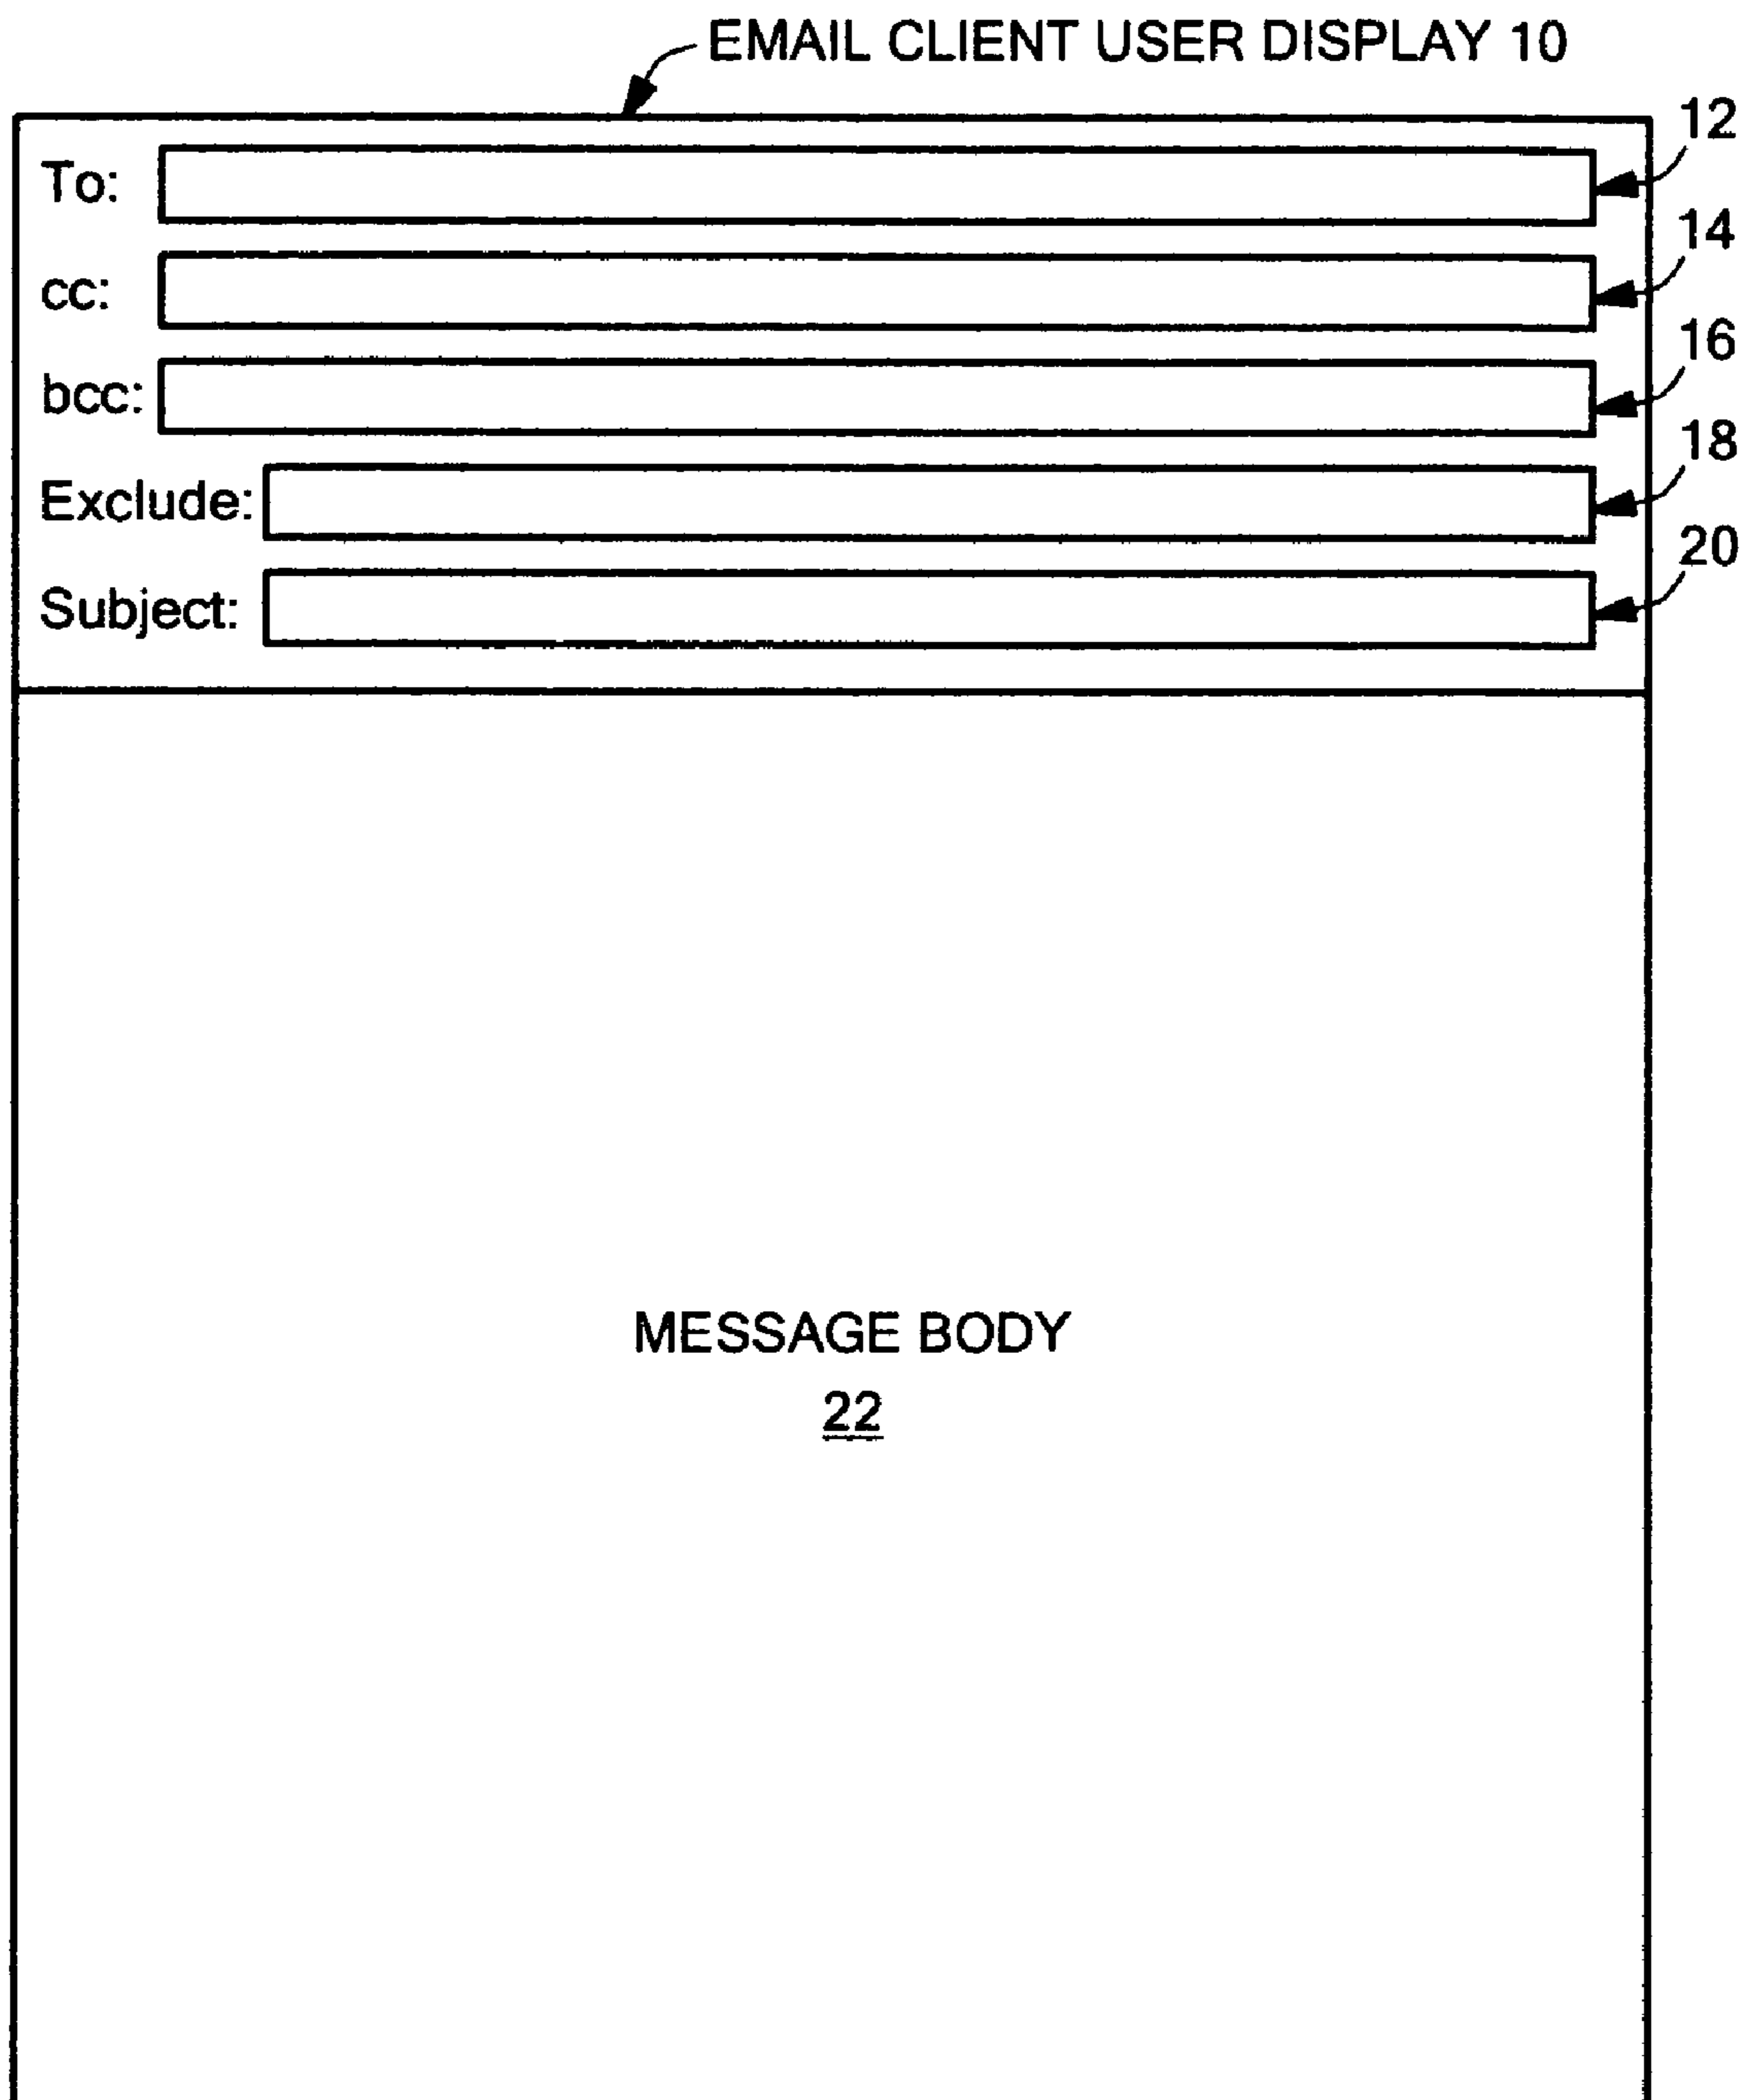 EMAIL CLIENT USER DISPLAY 10
To: 12
cc: 14
bcc: 16
Exclude: 18
Subject: 20
MESSAGE BODY
22